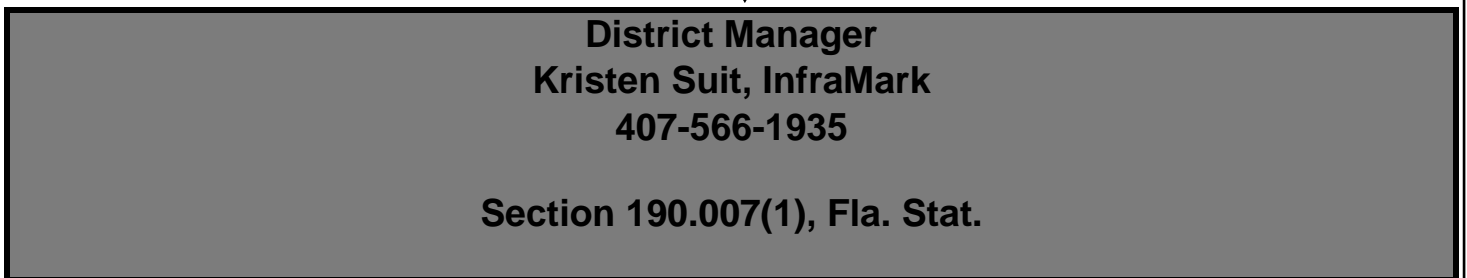 District Manager
Kristen Suit, InfraMark
407-566-1935
Section 190.007(1), Fla. Stat.